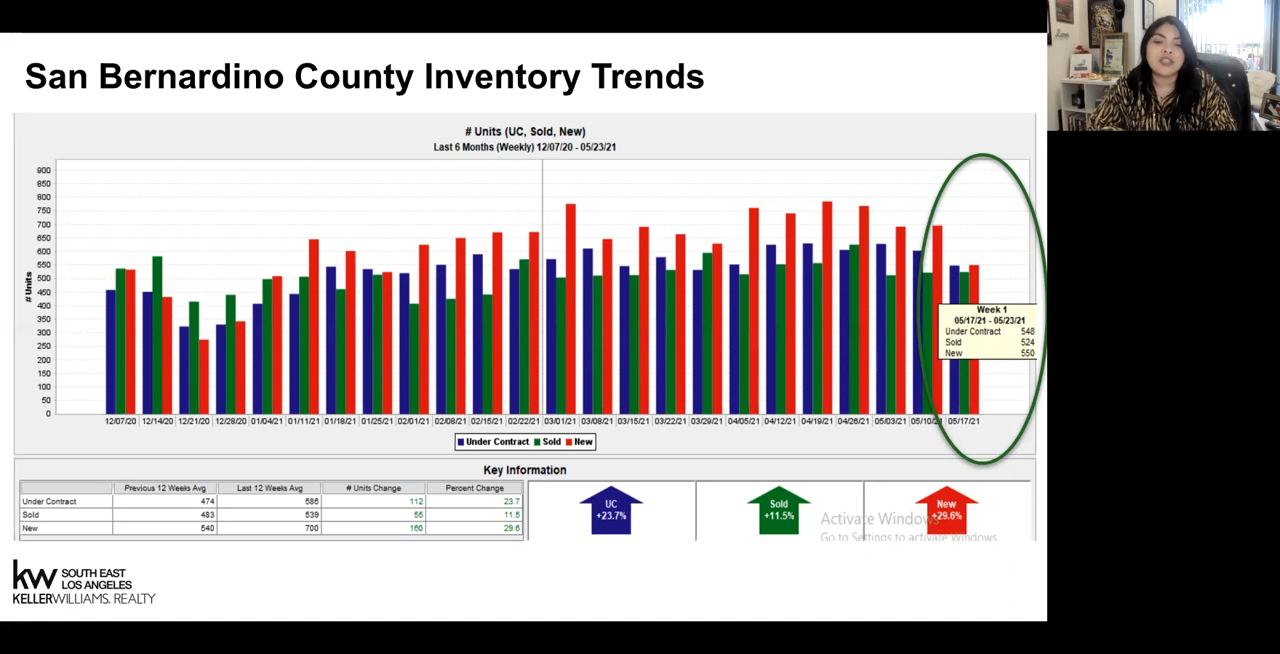 San Bernardino County Inventory Trends
# Units (UC, Sold, New)
Last 6 Months (Weekly) 12/07/20 - 05/23/21
900
850
800
750
700
650
600
550
500
450
400
350
300
250
200
150
100
50
0
# Units
Week 1
05/17/21 - 05/23/21
Under Contract 548
Sold 524
New 550
12/07/20 12/14/20 12/21/20 12/28/20 01/04/21 01/11/21 01/18/21 01/25/21 02/01/21 02/08/21 02/15/21 02/22/21 03/01/21 03/08/21 03/15/21 03/22/21 03/29/21 04/05/21 04/12/21 04/19/21 04/26/21 05/03/21 05/10/21 05/17/21
Under Contract Sold New
Key Information
Previous 12 Weeks Avg Last 12 Weeks Avg # Units Change Percent Change
Under Contract 474 586 112 23.7
Sold 483 539 55 11.5
New 540 700 160 29.6
UC
+23.7%
Sold
+11.5%
New
+29.6%
Activate Windows
Go to Settings to activate Windows.
kw SOUTH EAST
LOS ANGELES
KELLERWILLIAMS. REALTY